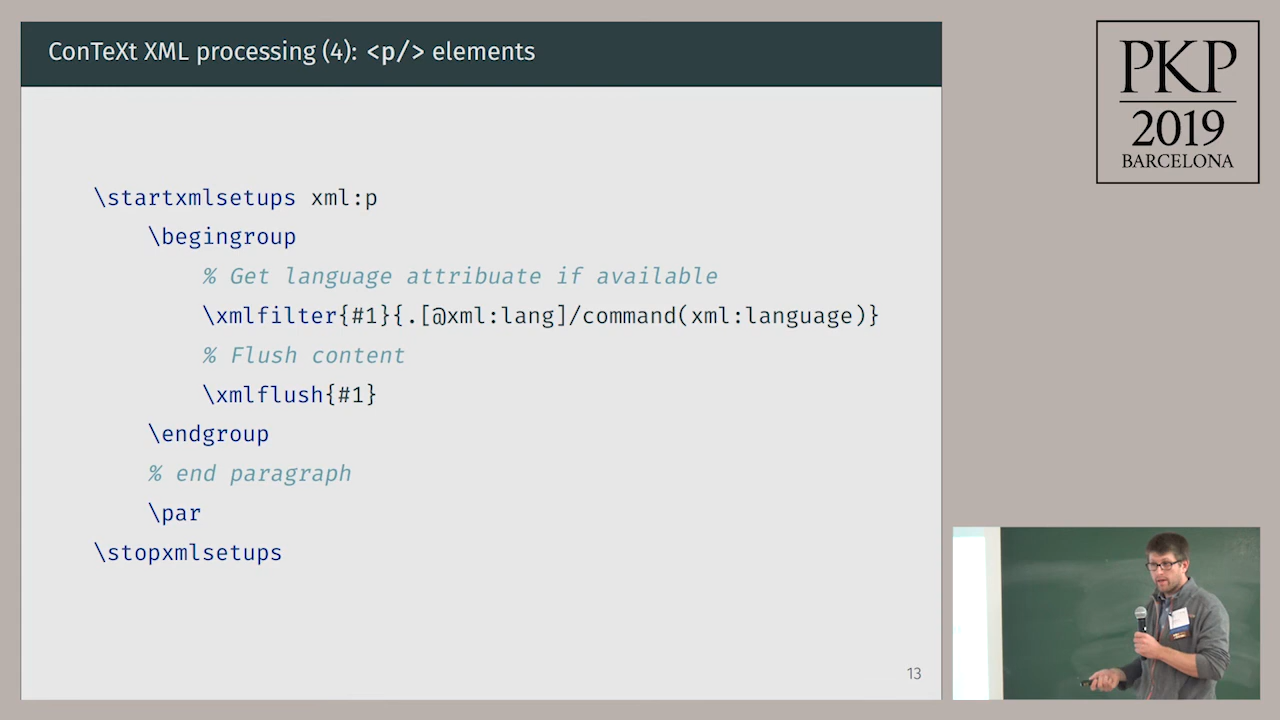 ConTeXt XML processing (4): <p/> elements
PKP
2019
BARCELONA
\startxmlsetups xml:p
\begingroup
% Get language attribuate if available
\xmlfilter{#1}{.[@xml:lang]/command(xml:language)}
% Flush content
\xmlflush{#1}
\endgroup
% end paragraph
\par
\stopxmlsetups
13